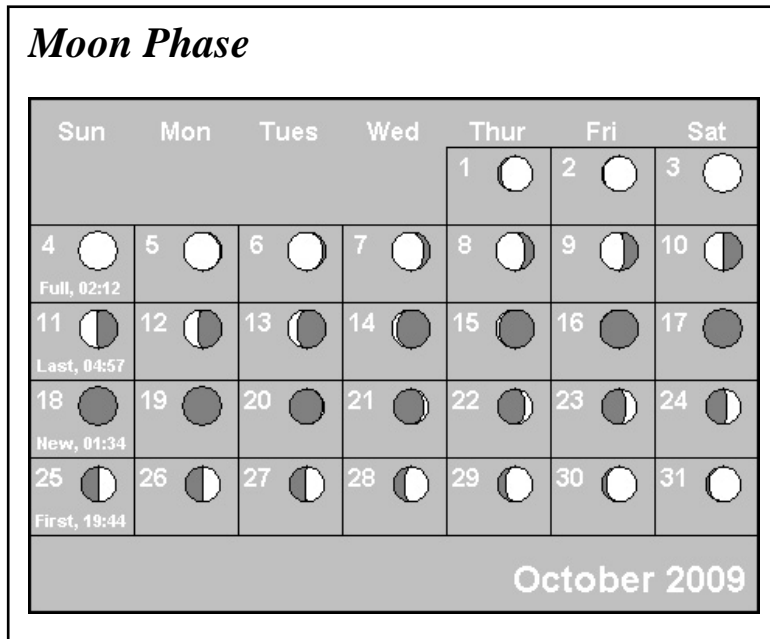 Moon Phase
Sun Mon Tues Wed Thur Fri Sat
1 2 3
4 5 6 7 8 9 10
Full, 02:12
11 12 13 14 15 16 17
Last, 04:57
18 19 20 21 22 23 24
New, 01:34
25 26 27 28 29 30 31
First, 19:44
October 2009